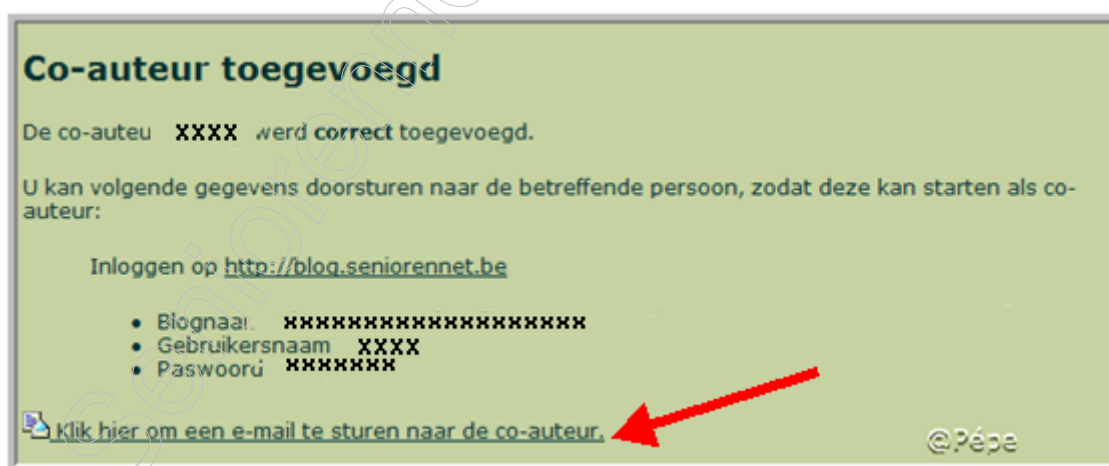 Co-auteur toegevoegd
De co-auteu XXXX werd correct toegevoegd.
U kan volgende gegevens doorsturen naar de betreffende persoon, zodat deze kan starten als co-
auteur:
Inloggen op http://blog.seniorennet.be
• Blognaam XXXXXXXXXXXXXXXXXXX
• Gebruikersnaam XXXX
• Paswoord XXXXXXX
Klik hier om een e-mail te sturen naar de co-auteur.
@Pépe